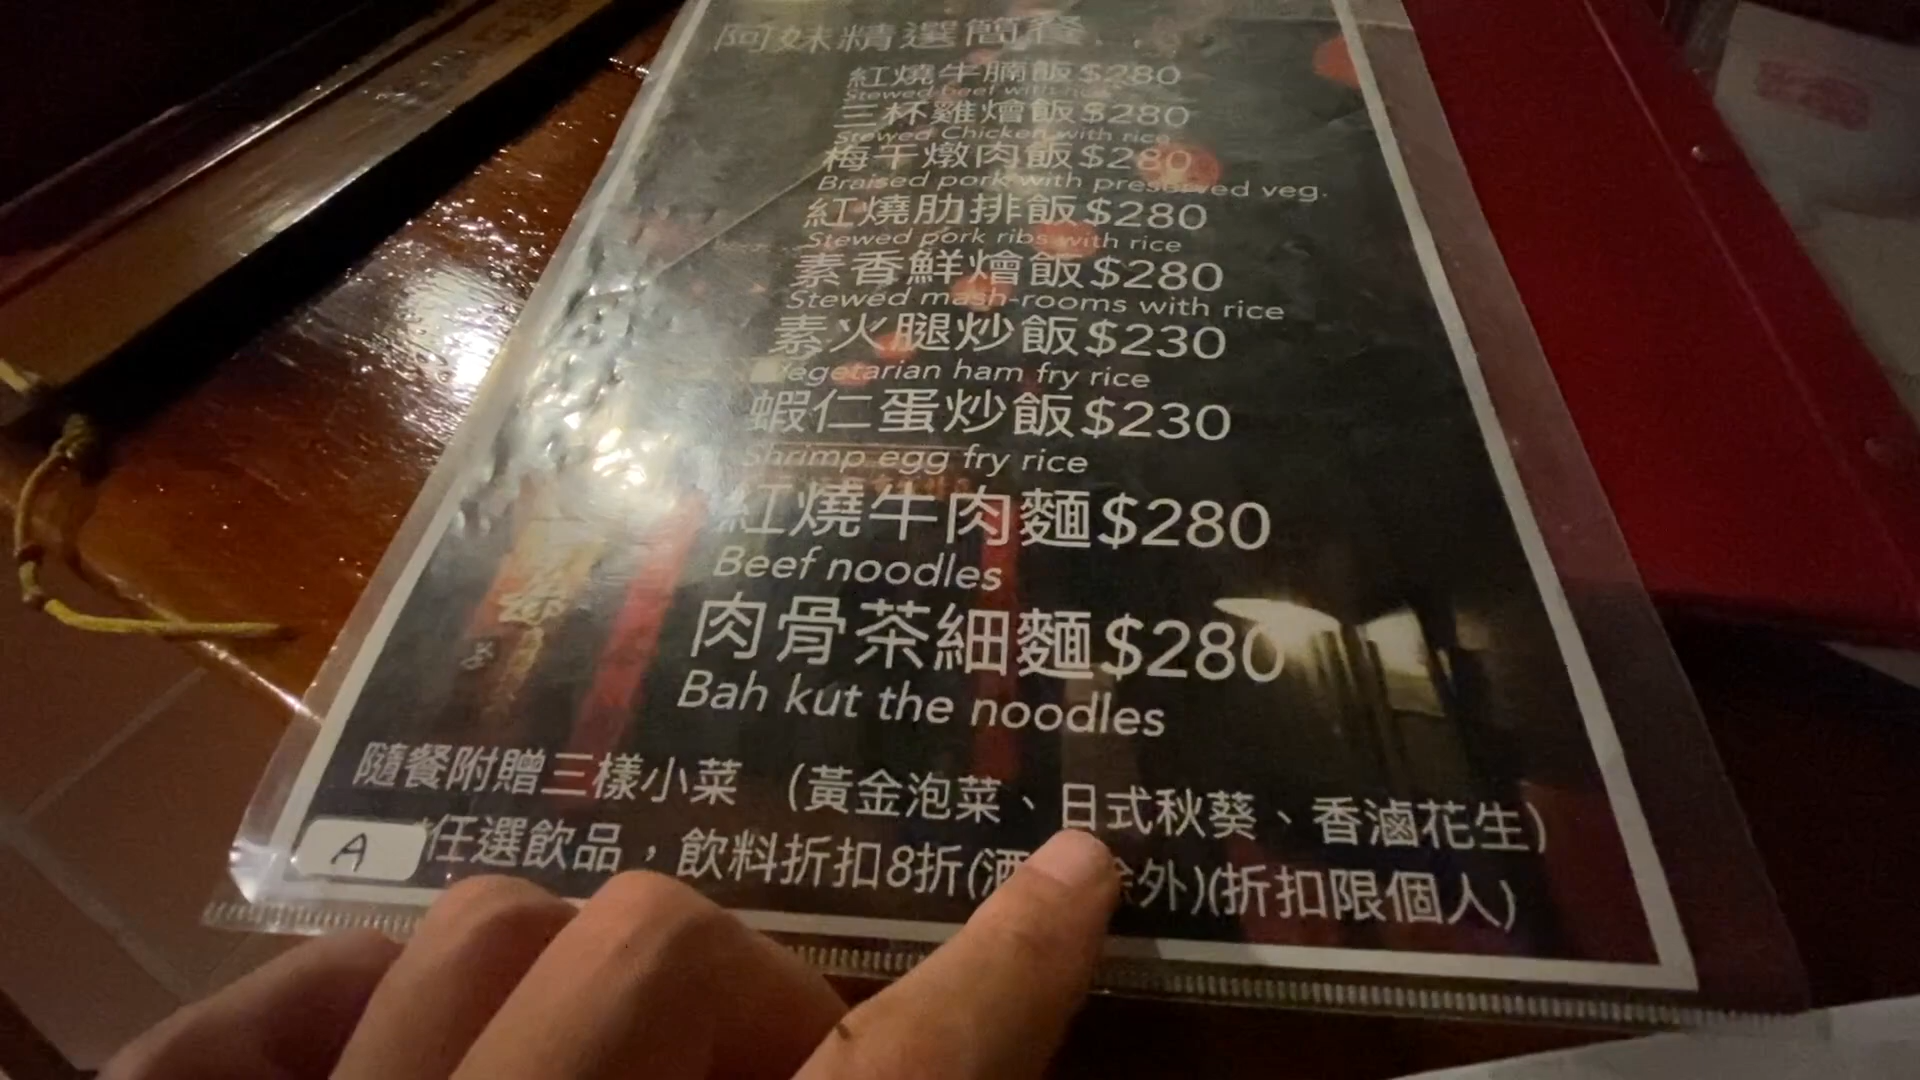 阿妹精選簡餐
紅燒牛腩飯$280
Stewed beef with rice
三杯雞燴飯$280
Stewed Chicken with rice
梅干燉肉飯$280
Braised pork with preserved veg.
紅燒肋排飯$280
Stewed pork ribs with rice
素香鮮燴飯$280
Stewed mash-rooms with rice
素火腿炒飯$230
Vegetarian ham fry rice
蝦仁蛋炒飯$230
Shrimp egg fry rice
紅燒牛肉麵$280
Beef noodles
肉骨茶細麵$280
Bah kut the noodles
隨餐附贈三樣小菜 (黃金泡菜、日式秋葵、香滷花生)
A
*任選飲品，飲料折扣8折(酒 除外)(折扣限個人)